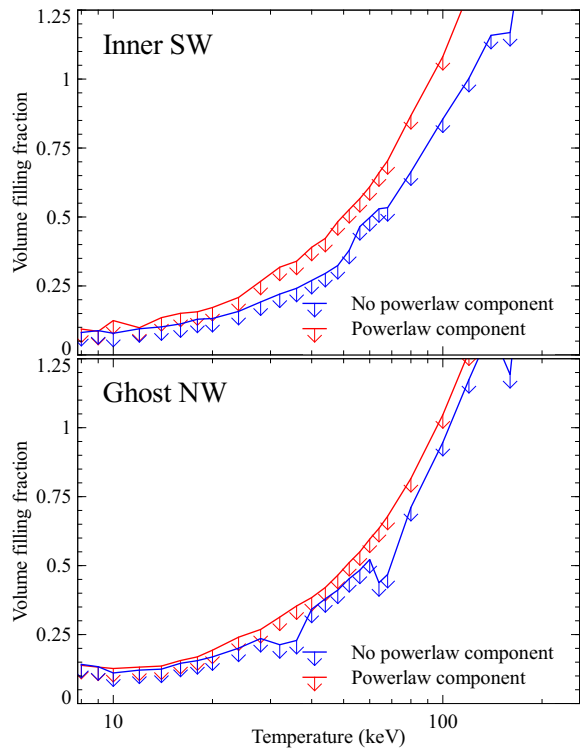 Inner SW
1.25
1
0.75
0.5
0.25
0
Volume filling fraction
No powerlaw component
Powerlaw component
Ghost NW
1.25
1
0.75
0.5
0.25
0
Volume filling fraction
No powerlaw component
Powerlaw component
10
100
Temperature (keV)